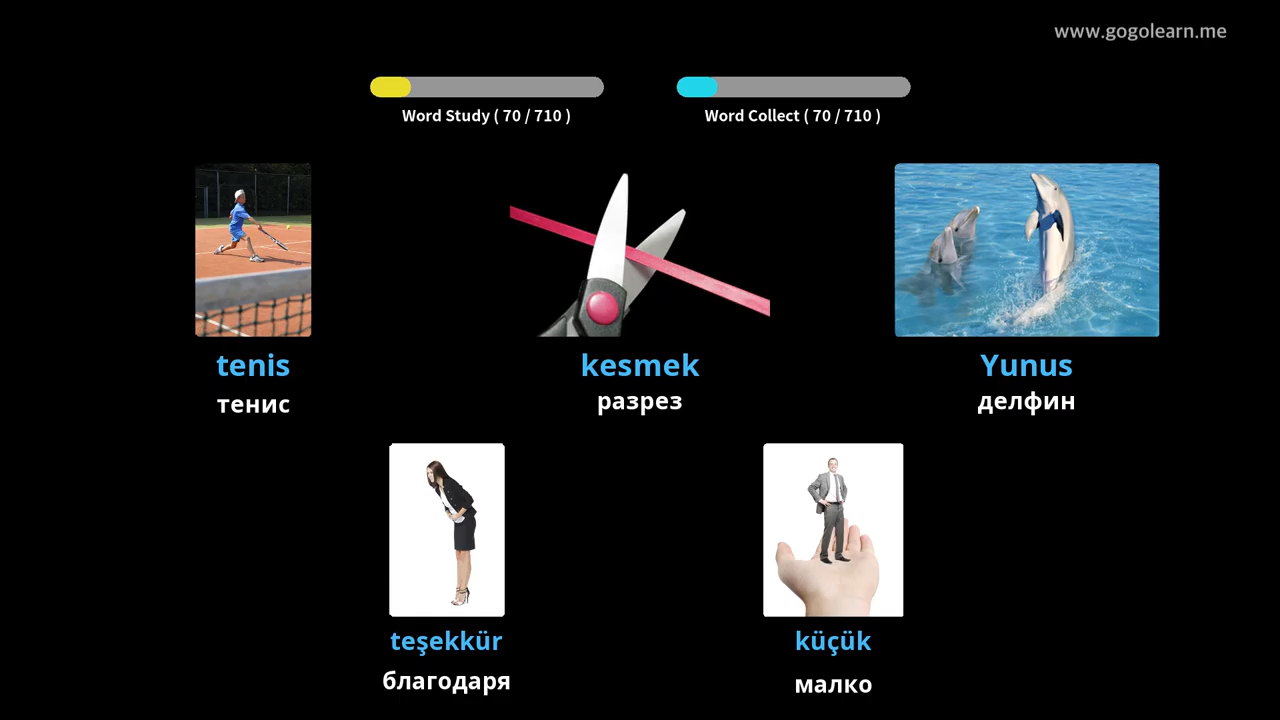 www.gogolearn.me
Word Study ( 70 / 710 )
Word Collect ( 70 / 710 )
tenis
тенис
kesmek
разрез
Yunus
делфин
teşekkür
благодаря
küçük
малко